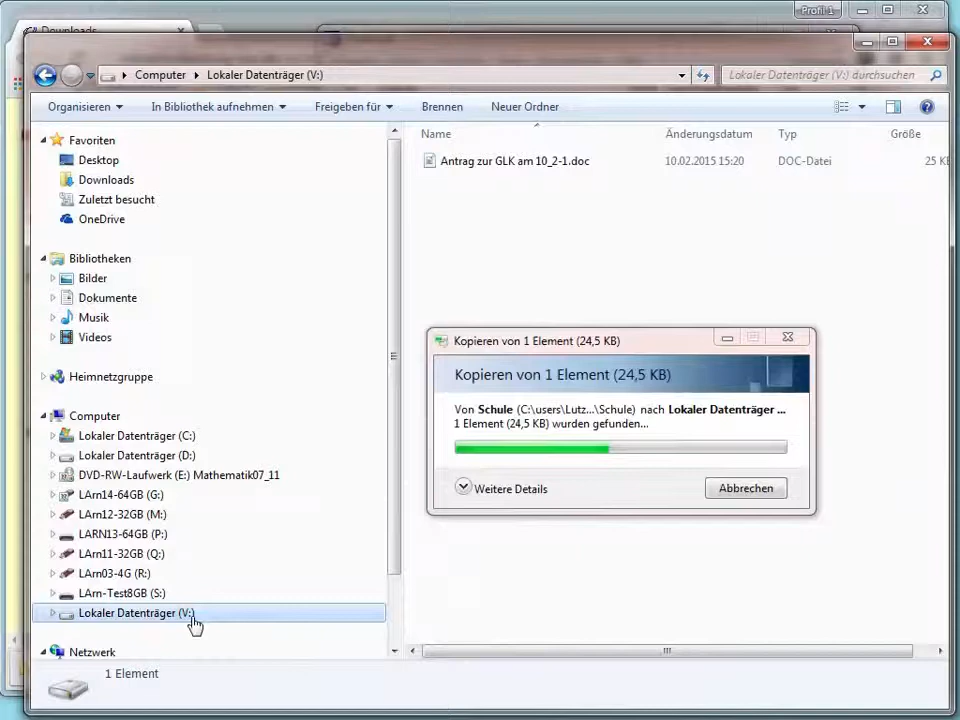 Profil 1
Downloads
Computer
Lokaler Datenträger (V:)
Lokaler Datenträger (V:) durchsuchen
Organisieren
In Bibliothek aufnehmen
Freigeben für
Brennen
Neuer Ordner
Name
Änderungsdatum
Typ
Größe
Antrag zur GLK am 10_2-1.doc
10.02.2015 15:20
DOC-Datei
25 KB
Favoriten
Desktop
Downloads
Zuletzt besucht
OneDrive
Bibliotheken
Bilder
Dokumente
Musik
Videos
Heimnetzgruppe
Computer
Lokaler Datenträger (C:)
Lokaler Datenträger (D:)
DVD-RW-Laufwerk (E:) Mathematik07_11
LArn14-64GB (G:)
LArn12-32GB (M:)
LARN13-64GB (P:)
LArn11-32GB (Q:)
LArn03-4G (R:)
LArn-Test8GB (S:)
Lokaler Datenträger (V:)
Netzwerk
Kopieren von 1 Element (24,5 KB)
Kopieren von 1 Element (24,5 KB)
Von Schule (C:\users\Lutz...\Schule) nach Lokaler Datenträger ...
1 Element (24,5 KB) wurden gefunden...
Weitere Details
Abbrechen
1 Element